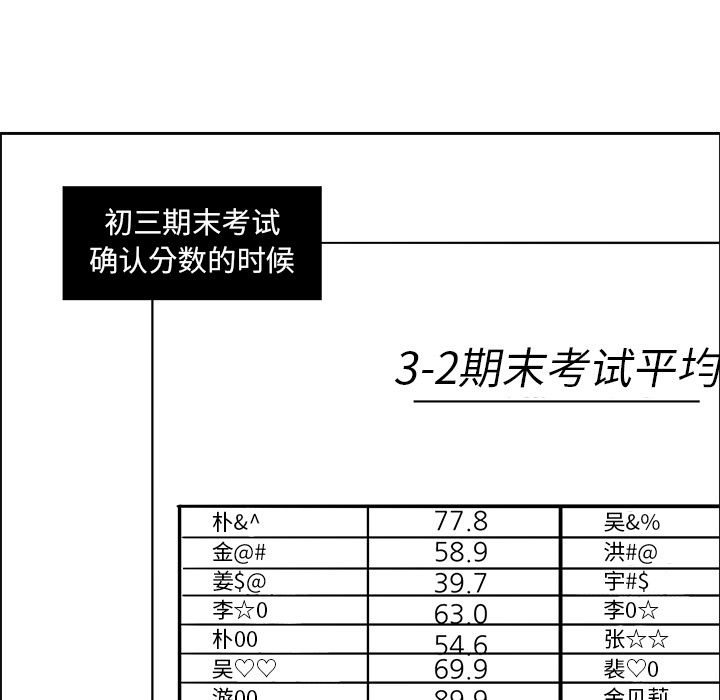 初三期末考试
确认分数的时候
3-2期末考试平均
朴&^ 77.8 吴&%
金@# 58.9 洪#@
姜$@ 39.7 宇#$
李☆0 63.0 李0☆
朴00 54.6 张☆☆
吴♡♡ 69.9 裴♡0
游00 89.9 金贝莉